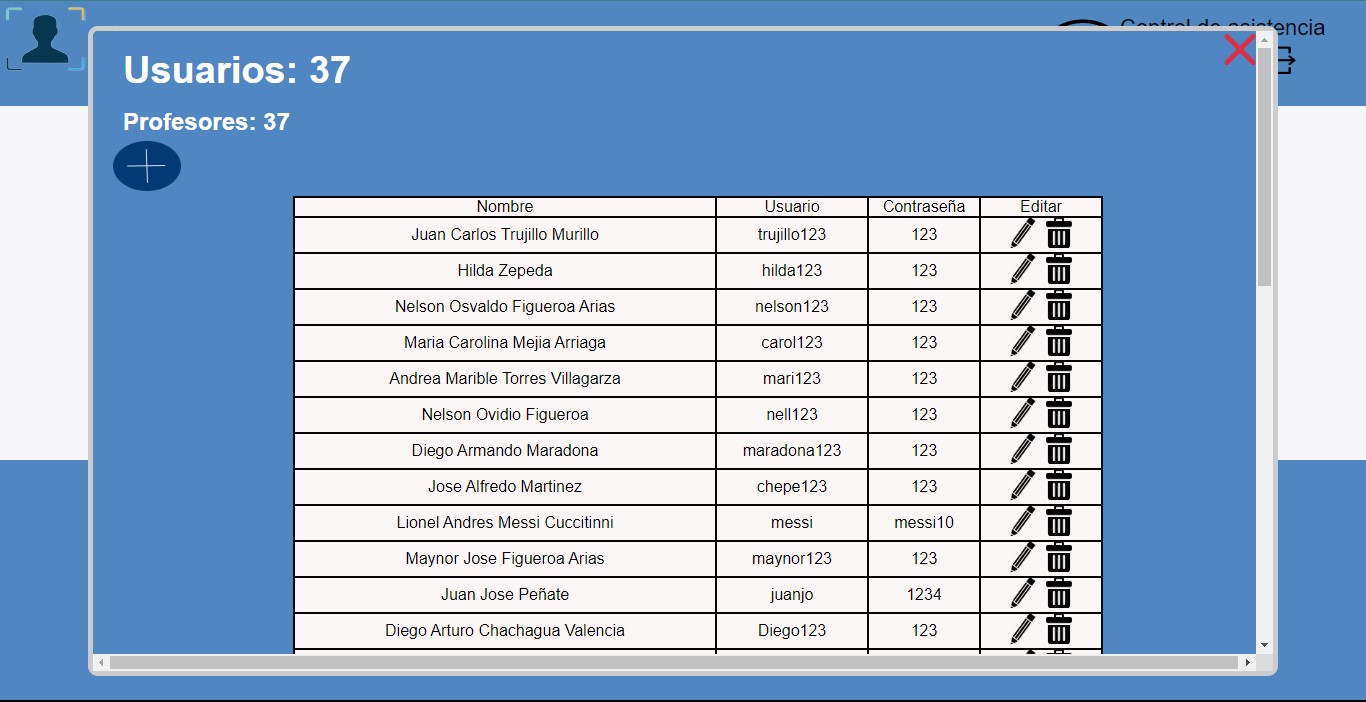 Control de asistencia
Usuarios: 37
Profesores: 37
Nombre Usuario Contraseña Editar
Juan Carlos Trujillo Murillo trujillo123 123
Hilda Zepeda hilda123 123
Nelson Osvaldo Figueroa Arias nelson123 123
Maria Carolina Mejia Arriaga carol123 123
Andrea Marible Torres Villagarza mari123 123
Nelson Ovidio Figueroa nell123 123
Diego Armando Maradona maradona123 123
Jose Alfredo Martinez chepe123 123
Lionel Andres Messi Cuccitinni messi messi10
Maynor Jose Figueroa Arias maynor123 123
Juan Jose Peñate juanjo 1234
Diego Arturo Chachagua Valencia Diego123 123